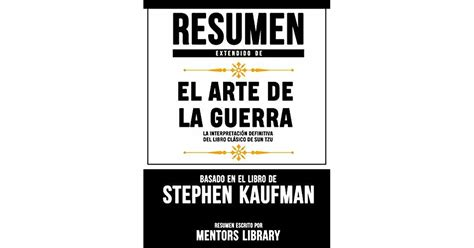 RESUMEN
EXTENDIDO DE
EL ARTE DE
LA GUERRA
LA INTERPRETACIÓN DEFINITIVA
DEL LIBRO CLÁSICO DE SUN TZU
BASADO EN EL LIBRO DE
STEPHEN KAUFMAN
RESUMEN ESCRITO POR
MENTORS LIBRARY